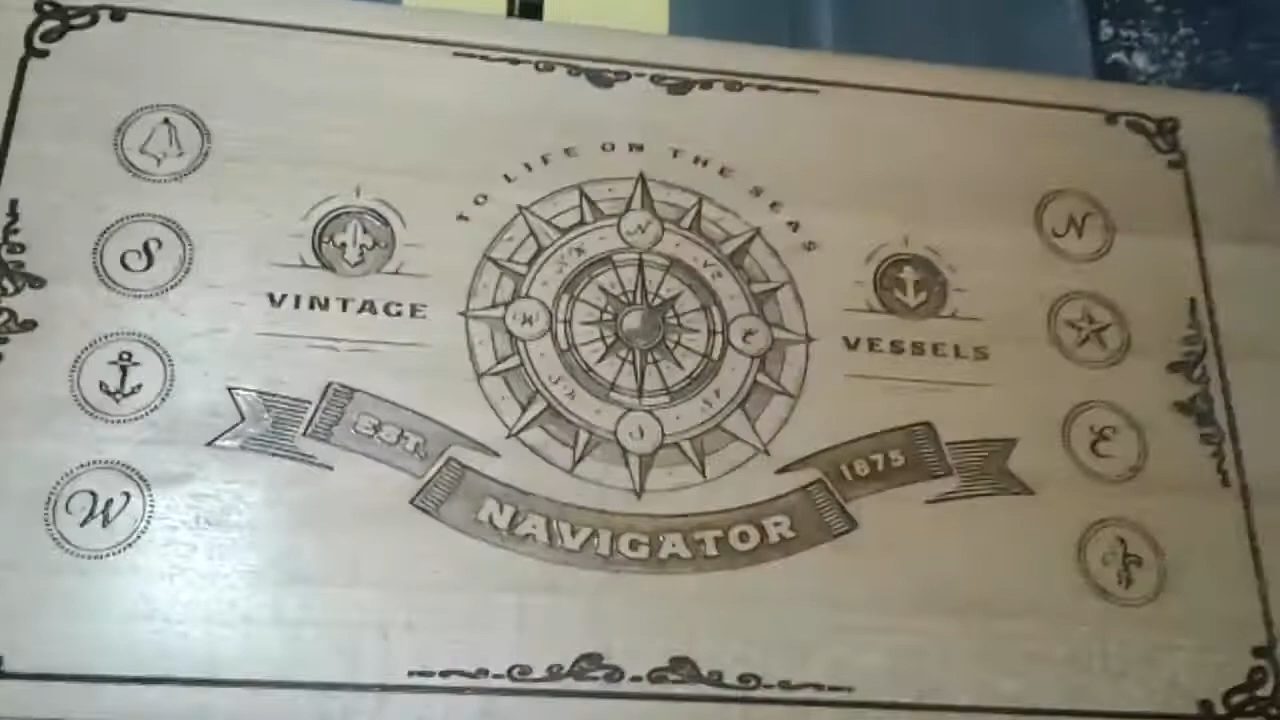 TO LIFE ON THE SEAS
N
S
N
VINTAGE
W
E
VESSELS
E
EST.
1875
W
NAVIGATOR